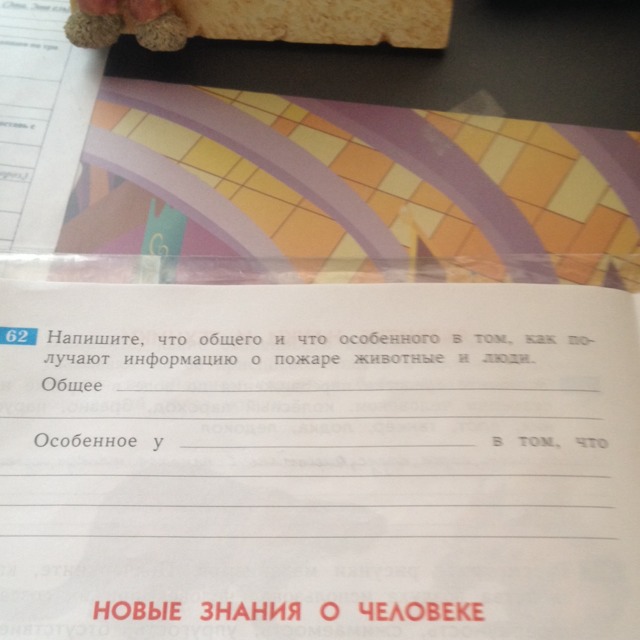 62 Напишите, что общего и что особенного в том, как по-
лучают информацию о пожаре животные и люди.
Общее
Особенное у в том, что
НОВЫЕ ЗНАНИЯ О ЧЕЛОВЕКЕ